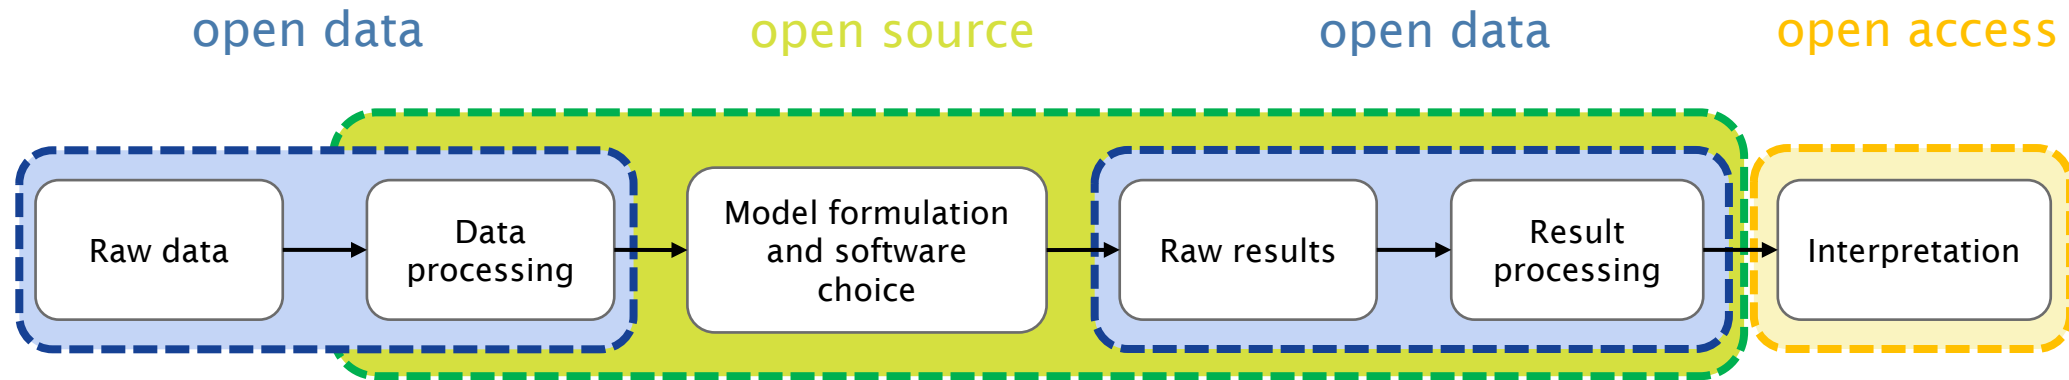 open data
open source
open data
open access
Raw data
Data
processing
Model formulation
and software
choice
Raw results
Result
processing
Interpretation